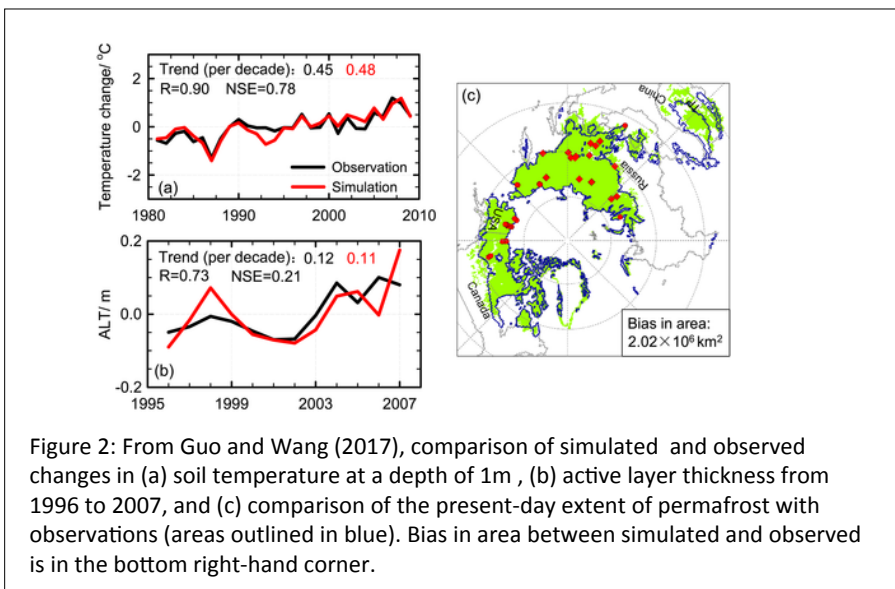 Temperature change/ °C
2
0
-2
Trend (per decade): 0.45 0.48
R=0.90 NSE=0.78
Observation
Simulation
(a)
1980 1990 2000 2010
ALT/ m
0.2
0.0
-0.2
Trend (per decade): 0.12 0.11
R=0.73 NSE=0.21
(b)
1995 1999 2003 2007
(c)
China
TP
Russia
USA
Canada
Bias in area:
2.02×10⁶ km²
Figure 2: From Guo and Wang (2017), comparison of simulated and observed
changes in (a) soil temperature at a depth of 1m , (b) active layer thickness from
1996 to 2007, and (c) comparison of the present-day extent of permafrost with
observations (areas outlined in blue). Bias in area between simulated and observed
is in the bottom right-hand corner.